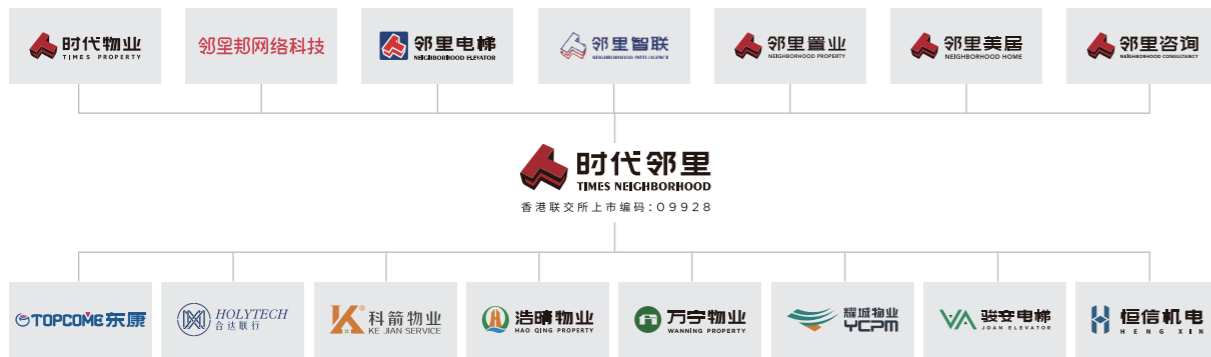 时代物业
TIMES PROPERTY
邻里邦网络科技
邻里电梯
NEIGHBORHOOD ELEVATOR
邻里智联
NEIGHBORHOOD INTELLIGENCE
邻里置业
NEIGHBORHOOD PROPERTY
邻里美居
NEIGHBORHOOD HOME
邻里咨询
NEIGHBORHOOD CONSULTANCY
时代邻里
TIMES NEIGHBORHOOD
香港联交所上市编码:09928
TOPCOME东康
HOLYTECH
合达联行
科箭物业
KE JIAN SERVICE
浩晴物业
HAO QING PROPERTY
万宁物业
WANNING PROPERTY
耀城物业
YCPM
骏安电梯
JOAN ELEVATOR
恒信机电
HENG XIN